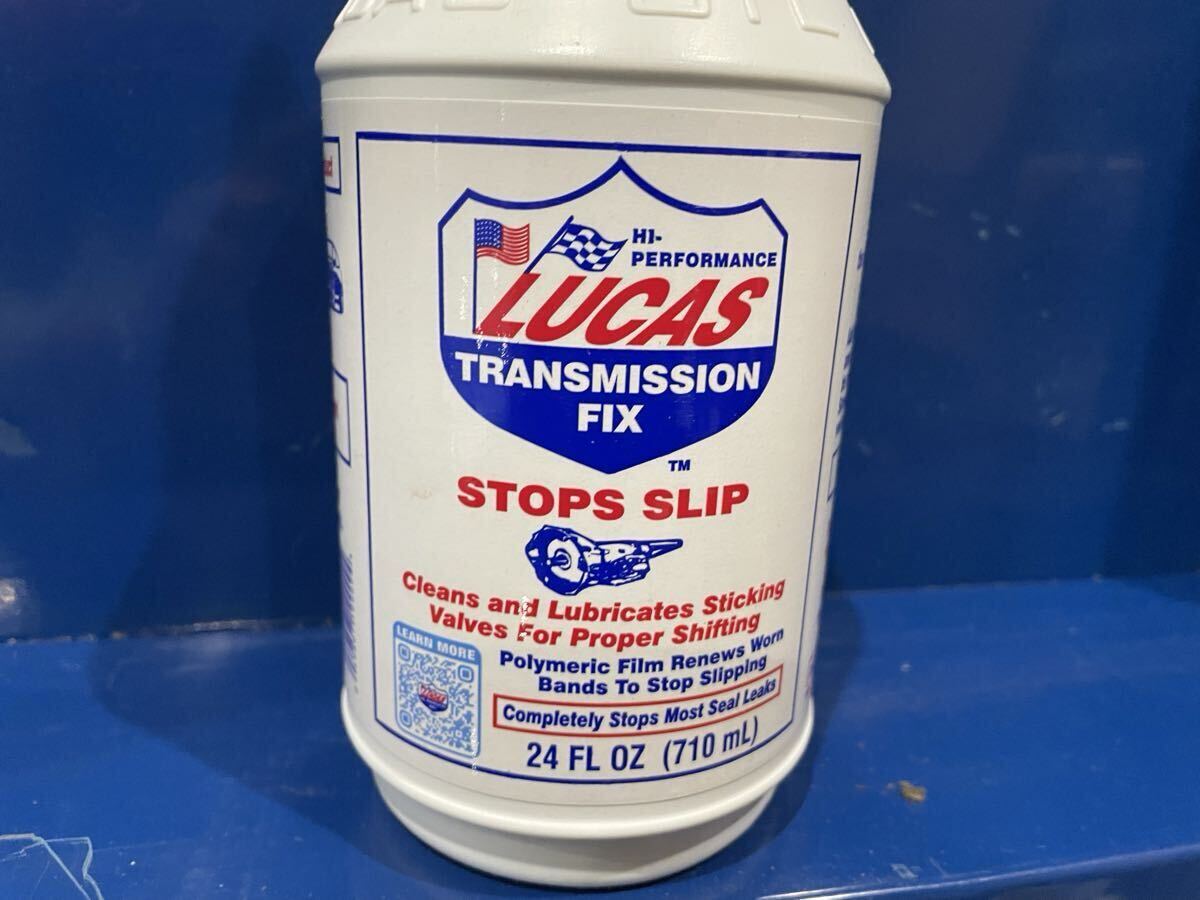 HI-
PERFORMANCE
LUCAS
TRANSMISSION
FIX
TM
STOPS SLIP
Cleans and Lubricates Sticking
Valves For Proper Shifting
LEARN MORE
Polymeric Film Renews Worn
Bands To Stop Slipping
Completely Stops Most Seal Leaks
24 FL OZ (710 mL)